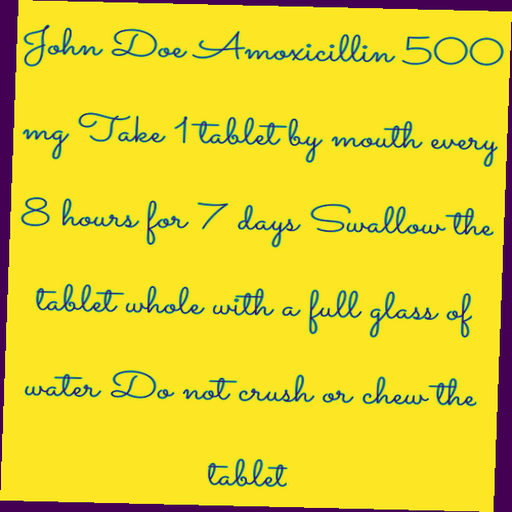 John Doe Amoxicillin 500
mg Take 1 tablet by mouth every
8 hours for 7 days Swallow the
tablet whole with a full glass of
water Do not crush or chew the
tablet